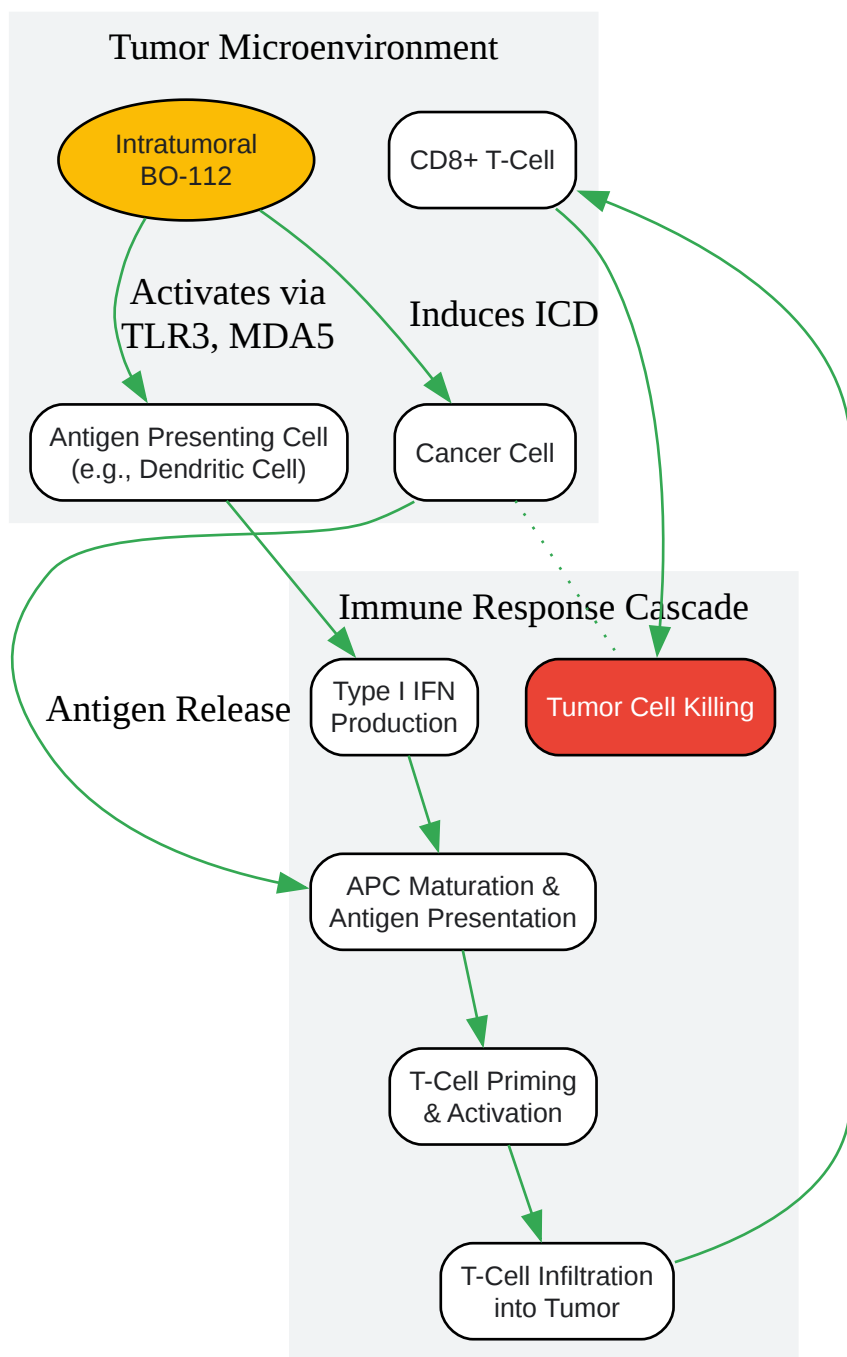 Tumor Microenvironment
Intratumoral
BO-112
CD8+ T-Cell
Activates via
TLR3, MDA5
Induces ICD
Antigen Presenting Cell
(e.g., Dendritic Cell)
Cancer Cell
Immune Response Cascade
Antigen Release
Type I IFN
Production
Tumor Cell Killing
APC Maturation &
Antigen Presentation
T-Cell Priming
& Activation
T-Cell Infiltration
into Tumor